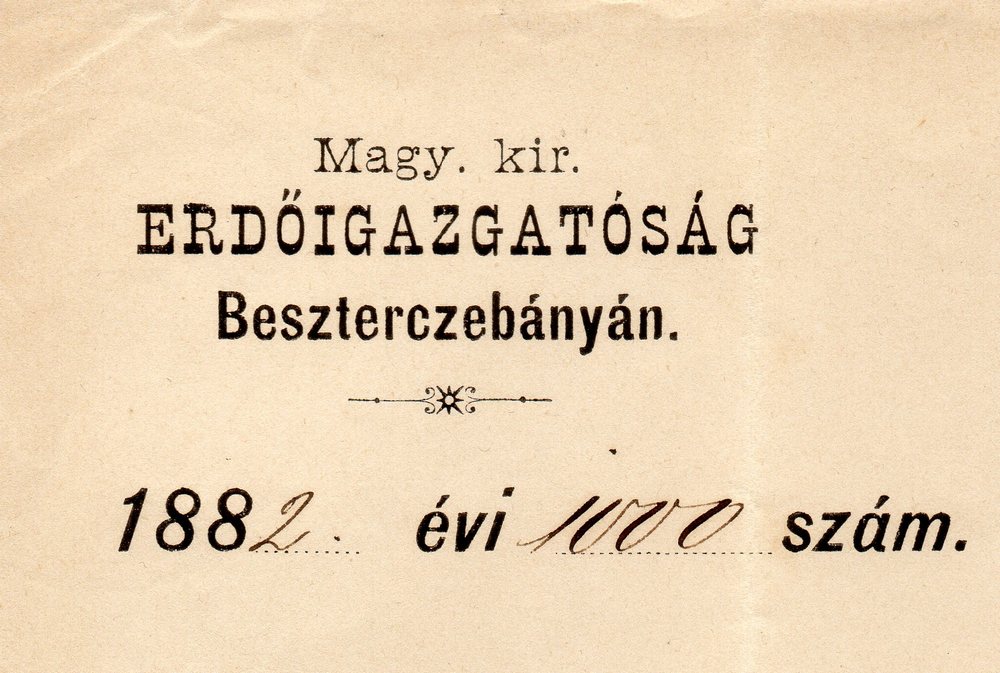 Magy. kir.
ERDŐIGAZGATÓSÁG
Beszterczebányán.
1882. évi 1000 szám.